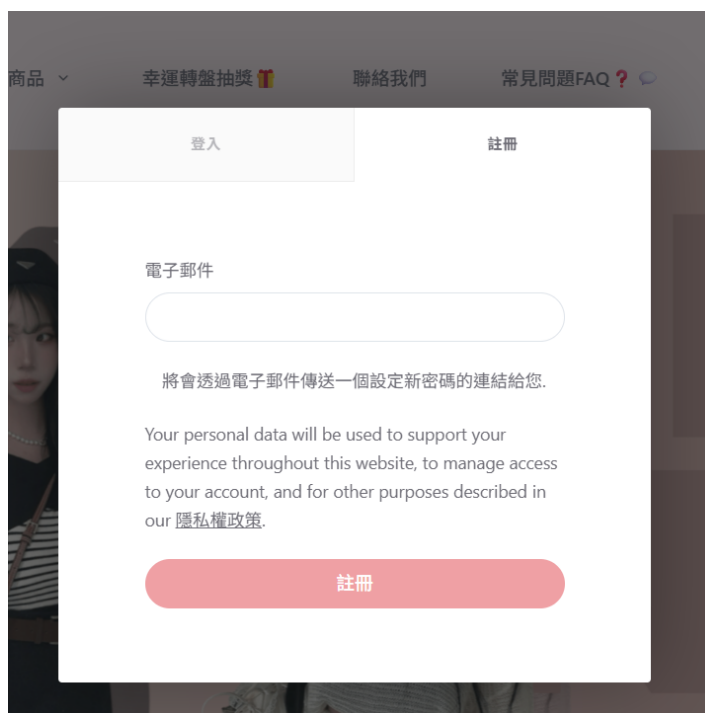 商品
幸運轉盤抽獎🎁
聯絡我們
常見問題FAQ❓💬
登入
註冊
電子郵件
將會透過電子郵件傳送一個設定新密碼的連結給您.
Your personal data will be used to support your
experience throughout this website, to manage access
to your account, and for other purposes described in
our 隱私權政策.
註冊